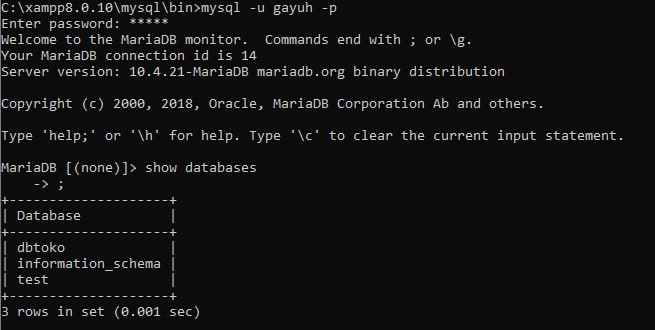 C:\xampp8.0.10\mysql\bin>mysql -u gayuh -p
Enter password: *****
Welcome to the MariaDB monitor.  Commands end with ; or \g.
Your MariaDB connection id is 14
Server version: 10.4.21-MariaDB mariadb.org binary distribution

Copyright (c) 2000, 2018, Oracle, MariaDB Corporation Ab and others.

Type 'help;' or '\h' for help. Type '\c' to clear the current input statement.

MariaDB [(none)]> show databases
    -> ;
+--------------------+
| Database           |
+--------------------+
| dbtoko             |
| information_schema |
| test               |
+--------------------+
3 rows in set (0.001 sec)